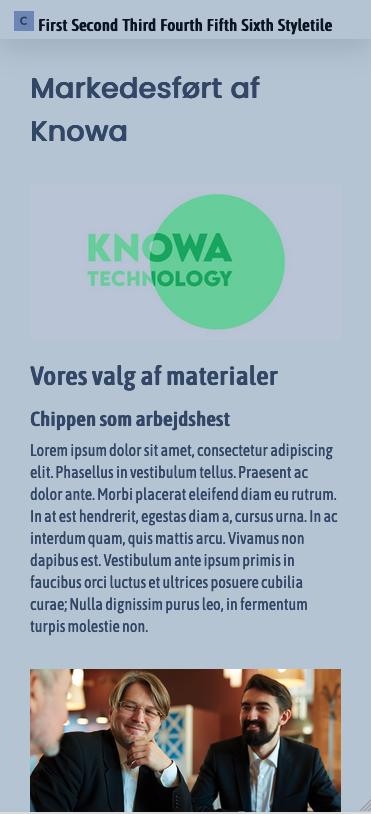 C First Second Third Fourth Fifth Sixth Styletile
Markedesført af
Knowa
KNOWA
TECHNOLOGY
Vores valg af materialer
Chippen som arbejdshest
Lorem ipsum dolor sit amet, consectetur adipiscing
elit. Phasellus in vestibulum tellus. Praesent ac
dolor ante. Morbi placerat eleifend diam eu rutrum.
In at est hendrerit, egestas diam a, cursus urna. In ac
interdum quam, quis mattis arcu. Vivamus non
dapibus est. Vestibulum ante ipsum primis in
faucibus orci luctus et ultrices posuere cubilia
curae; Nulla dignissim purus leo, in fermentum
turpis molestie non.